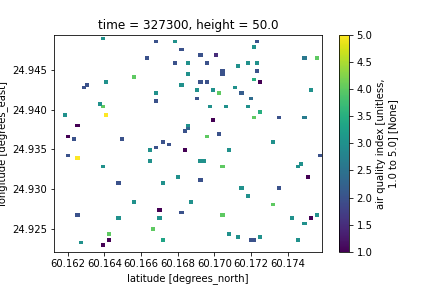 time = 327300, height = 50.0
24.945
24.940
24.935
24.930
24.925
longitude [degrees_east]
60.162 60.164 60.166 60.168 60.170 60.172 60.174
latitude [degrees_north]
5.0
4.5
4.0
3.5
3.0
2.5
2.0
1.5
1.0
air quality index [unitless,
1.0 to 5.0] [None]